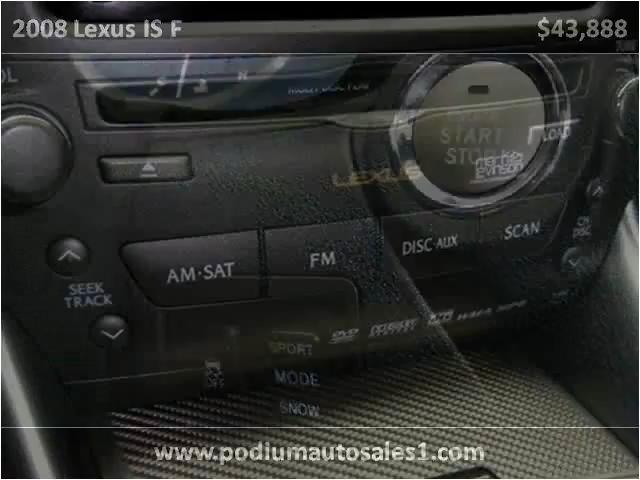 2008 Lexus IS F $43,888
START
STOP
LOAD
LEXUS
SCAN
DISC·AUX
FM
AM·SAT
SEEK
TRACK
DVD
SPORT
MODE
SNOW
www.podiumautosales1.com